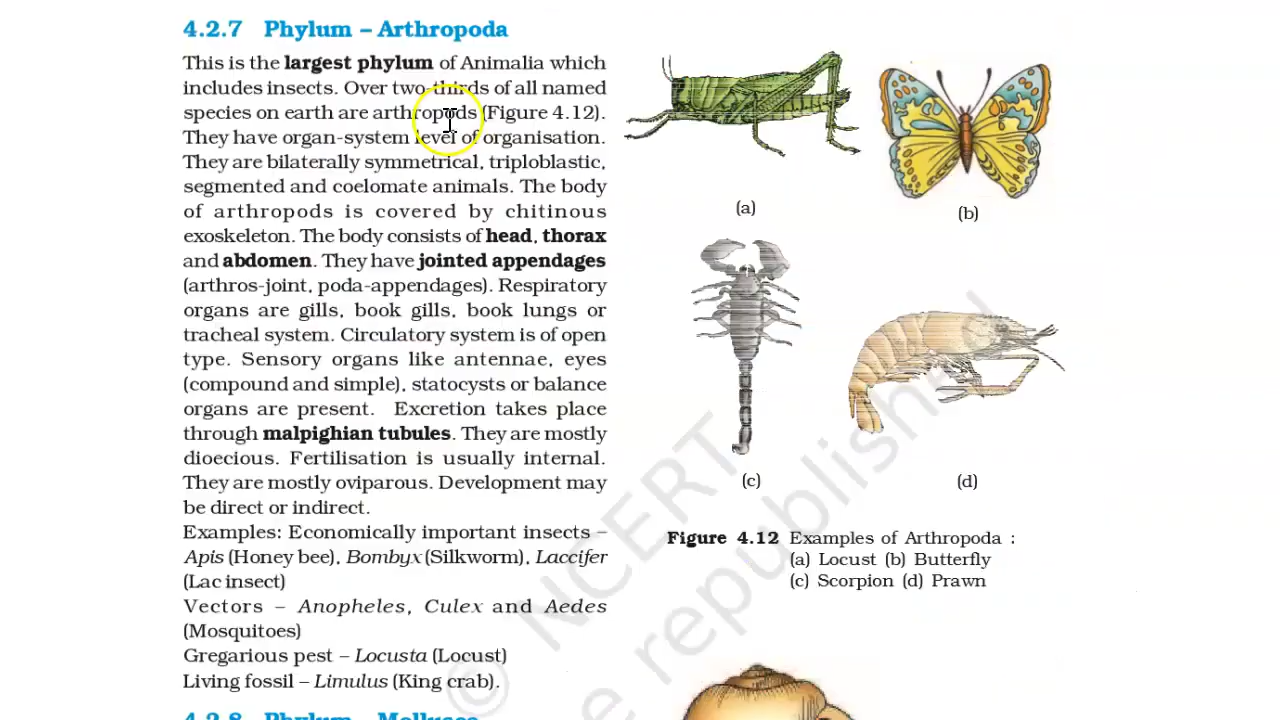 4.2.7 Phylum – Arthropoda
This is the largest phylum of Animalia which
includes insects. Over two-thirds of all named
species on earth are arthropods (Figure 4.12).
They have organ-system level of organisation.
They are bilaterally symmetrical, triploblastic,
segmented and coelomate animals. The body
of arthropods is covered by chitinous
exoskeleton. The body consists of head, thorax
and abdomen. They have jointed appendages
(arthros-joint, poda-appendages). Respiratory
organs are gills, book gills, book lungs or
tracheal system. Circulatory system is of open
type. Sensory organs like antennae, eyes
(compound and simple), statocysts or balance
organs are present. Excretion takes place
through malpighian tubules. They are mostly
dioecious. Fertilisation is usually internal.
They are mostly oviparous. Development may
be direct or indirect.
Examples: Economically important insects –
Apis (Honey bee), Bombyx (Silkworm), Laccifer
(Lac insect)
Vectors – Anopheles, Culex and Aedes
(Mosquitoes)
Gregarious pest – Locusta (Locust)
Living fossil – Limulus (King crab).
4.2.8 Phylum – Mollusca
(a)
(b)
(c)
(d)
Figure 4.12 Examples of Arthropoda :
(a) Locust (b) Butterfly
(c) Scorpion (d) Prawn
© NCERT
be republished